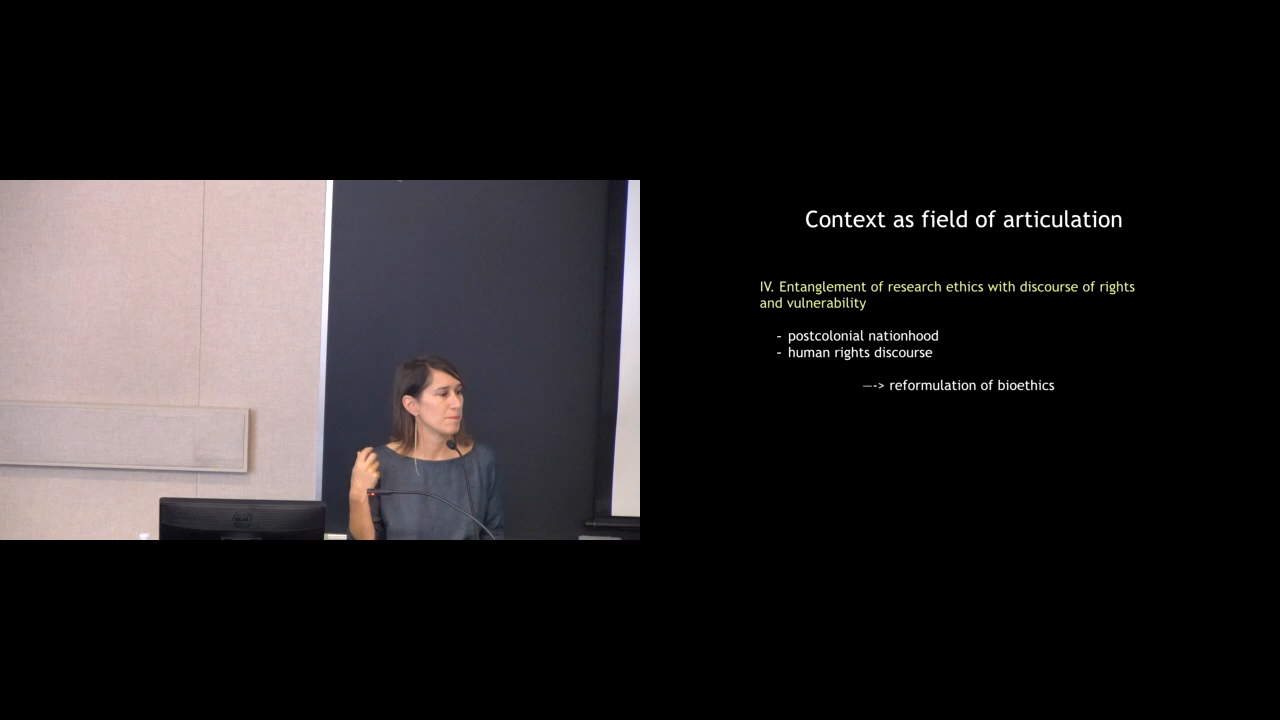 Context as field of articulation
IV. Entanglement of research ethics with discourse of rights
and vulnerability
- postcolonial nationhood
- human rights discourse
—-> reformulation of bioethics